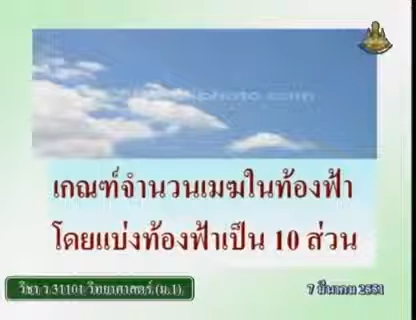 เกณฑ์จำนวนเมฆในท้องฟ้า
โดยแบ่งท้องฟ้าเป็น 10 ส่วน
วิชา ว 31101 วิทยาศาสตร์ (ม.1)
7 มีนาคม 2551